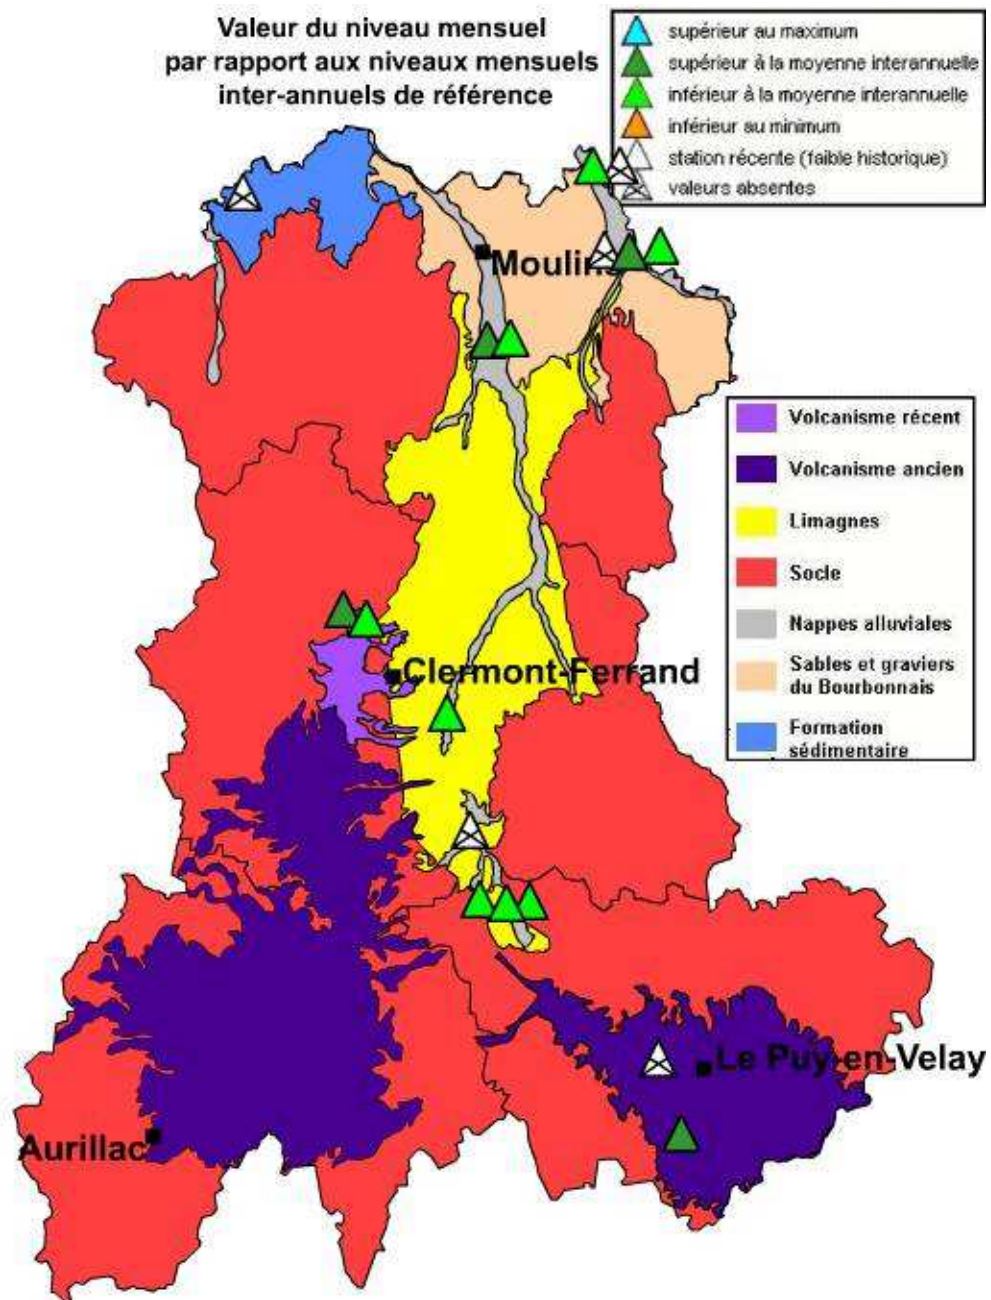 Valeur du niveau mensuel
par rapport aux niveaux mensuels
inter-annuels de référence
supérieur au maximum
supérieur à la moyenne interannuelle
inférieur à la moyenne interannuelle
inférieur au minimum
station récente (faible historique)
valeurs absentes
Moulins
Volcanisme récent
Volcanisme ancien
Limagnes
Socle
Nappes alluviales
Sables et graviers
du Bourbonnais
Formation
sédimentaire
Clermont-Ferrand
Le Puy-en-Velay
Aurillac